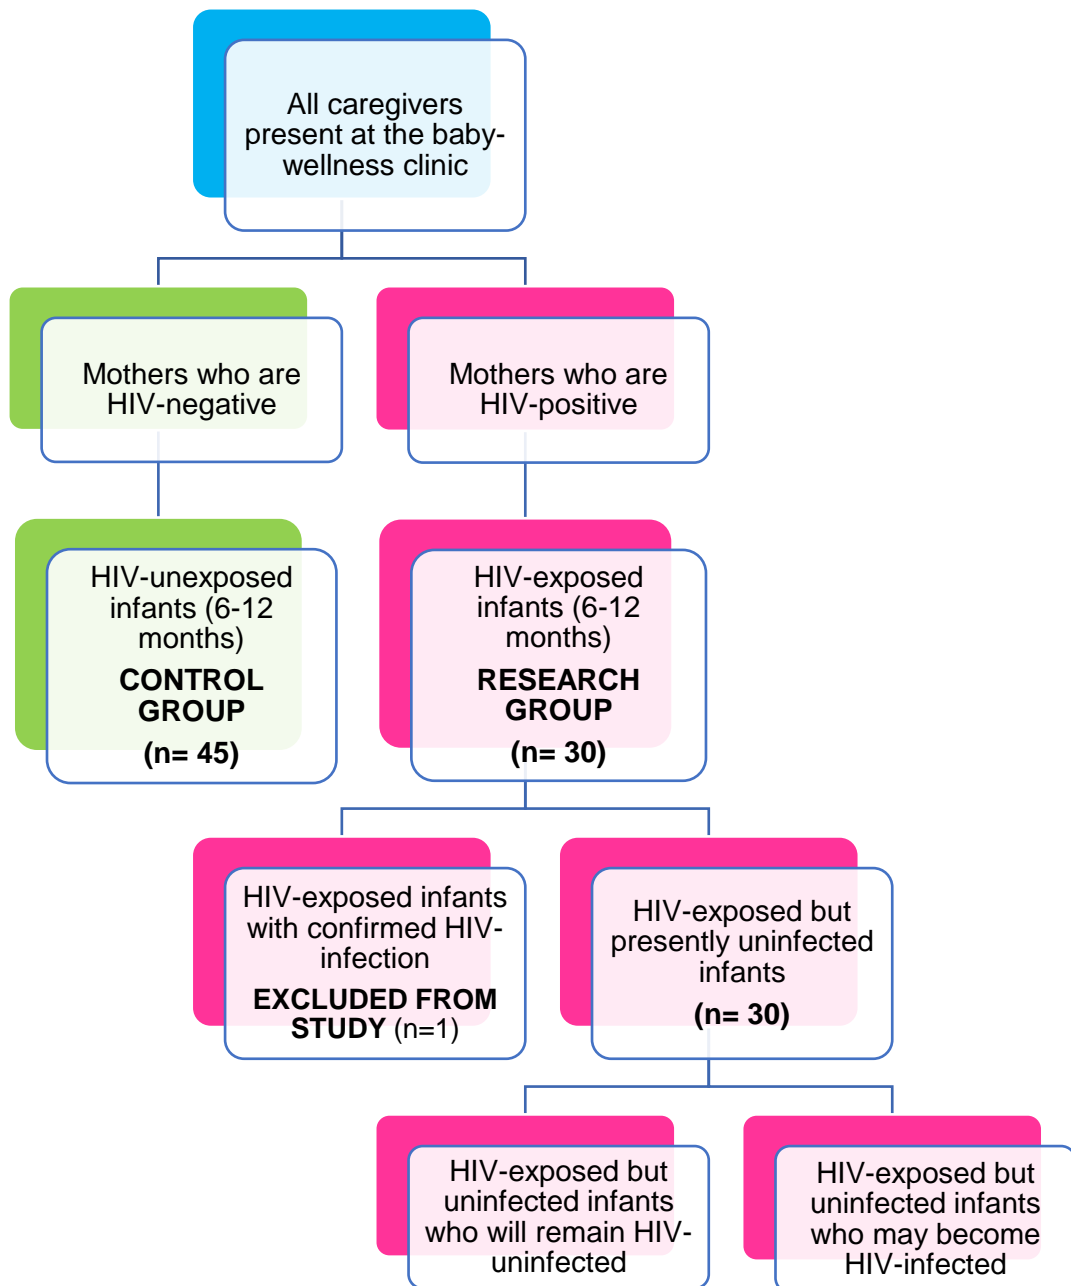 All caregivers
present at the baby-
wellness clinic
Mothers who are
HIV-negative
Mothers who are
HIV-positive
HIV-unexposed
infants (6-12
months)
CONTROL
GROUP
(n= 45)
HIV-exposed
infants (6-12
months)
RESEARCH
GROUP
(n= 30)
HIV-exposed infants
with confirmed HIV-
infection
EXCLUDED FROM
STUDY (n=1)
HIV-exposed but
presently uninfected
infants
(n= 30)
HIV-exposed but
uninfected infants
who will remain HIV-
uninfected
HIV-exposed but
uninfected infants
who may become
HIV-infected